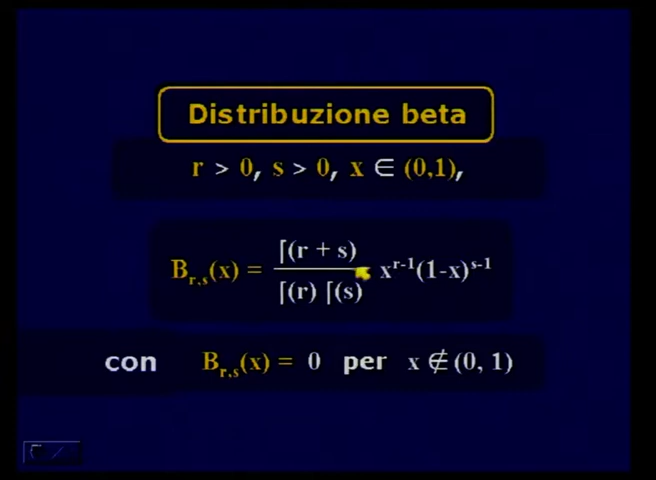 Distribuzione beta
r > 0, s > 0, x ∈ (0,1),
B_{r,s}(x) = ⌈(r + s) / ⌈(r) ⌈(s) x^{r-1}(1-x)^{s-1}
con B_{r,s}(x) = 0 per x ∉ (0, 1)